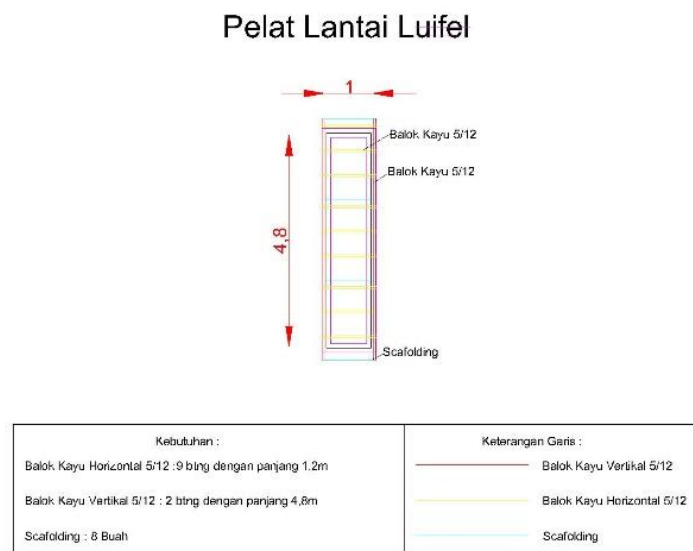 Pelat Lantai Luifel
1
Balok Kayu 5/12
Balok Kayu 5/12
4,8
Scafolding
Kebutuhan :
Balok Kayu Horizontal 5/12 :9 btng dengan panjang 1.2m
Balok Kayu Vertikal 5/12 : 2 btng dengan panjang 4,8m
Scafolding : 8 Buah
Keterangan Garis :
Balok Kayu Vertikal 5/12
Balok Kayu Horizontal 5/12
Scafolding